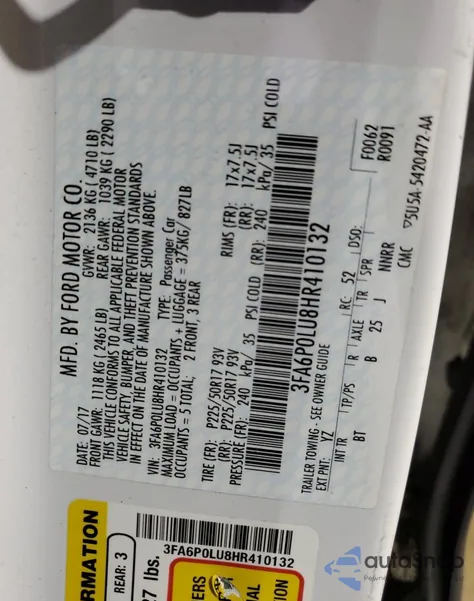 MFD. BY FORD MOTOR CO.
DATE: 07/17 GVWR: 2136 KG (4710 LB)
FRONT GAWR: 1118 KG (2465 LB) REAR GAWR: 1039 KG (2290 LB)
THIS VEHICLE CONFORMS TO ALL APPLICABLE FEDERAL MOTOR
VEHICLE SAFETY, BUMPER, AND THEFT PREVENTION STANDARDS
IN EFFECT ON THE DATE OF MANUFACTURE SHOWN ABOVE.
VIN: 3FA6P0LU8HR410132 TYPE: Passenger Car
MAXIMUM LOAD = OCCUPANTS + LUGGAGE = 375KG/ 827LB
OCCUPANTS = 5 TOTAL: 2 FRONT, 3 REAR
TIRE (FR): P225/50R17 93V RIMS (FR): 17x7.5J
(RR): P225/50R17 93V (RR): 17x7.5J
PRESSURE (FR): 240 kPa/ 35 PSI COLD (RR): 240 kPa/ 35 PSI COLD
3FA6P0LU8HR410132
TRAILER TOWING - SEE OWNER GUIDE
EXT PNT: YZ RC: 52 DSO:
F0062
R0091
INT TR TP/PS R AXLE TR SPR
BT B 25 J NNRR
CMC 5U5A-5420472-AA
3FA6P0LU8HR410132
RMATION
REAR: 3
27 lbs.
autoSnap